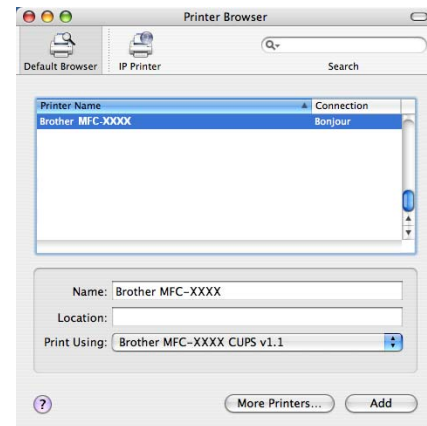 Printer Browser
Default Browser IP Printer Search
Printer Name Connection
Brother MFC-XXXX Bonjour
Name: Brother MFC-XXXX
Location:
Print Using: Brother MFC-XXXX CUPS v1.1
? More Printers... Add